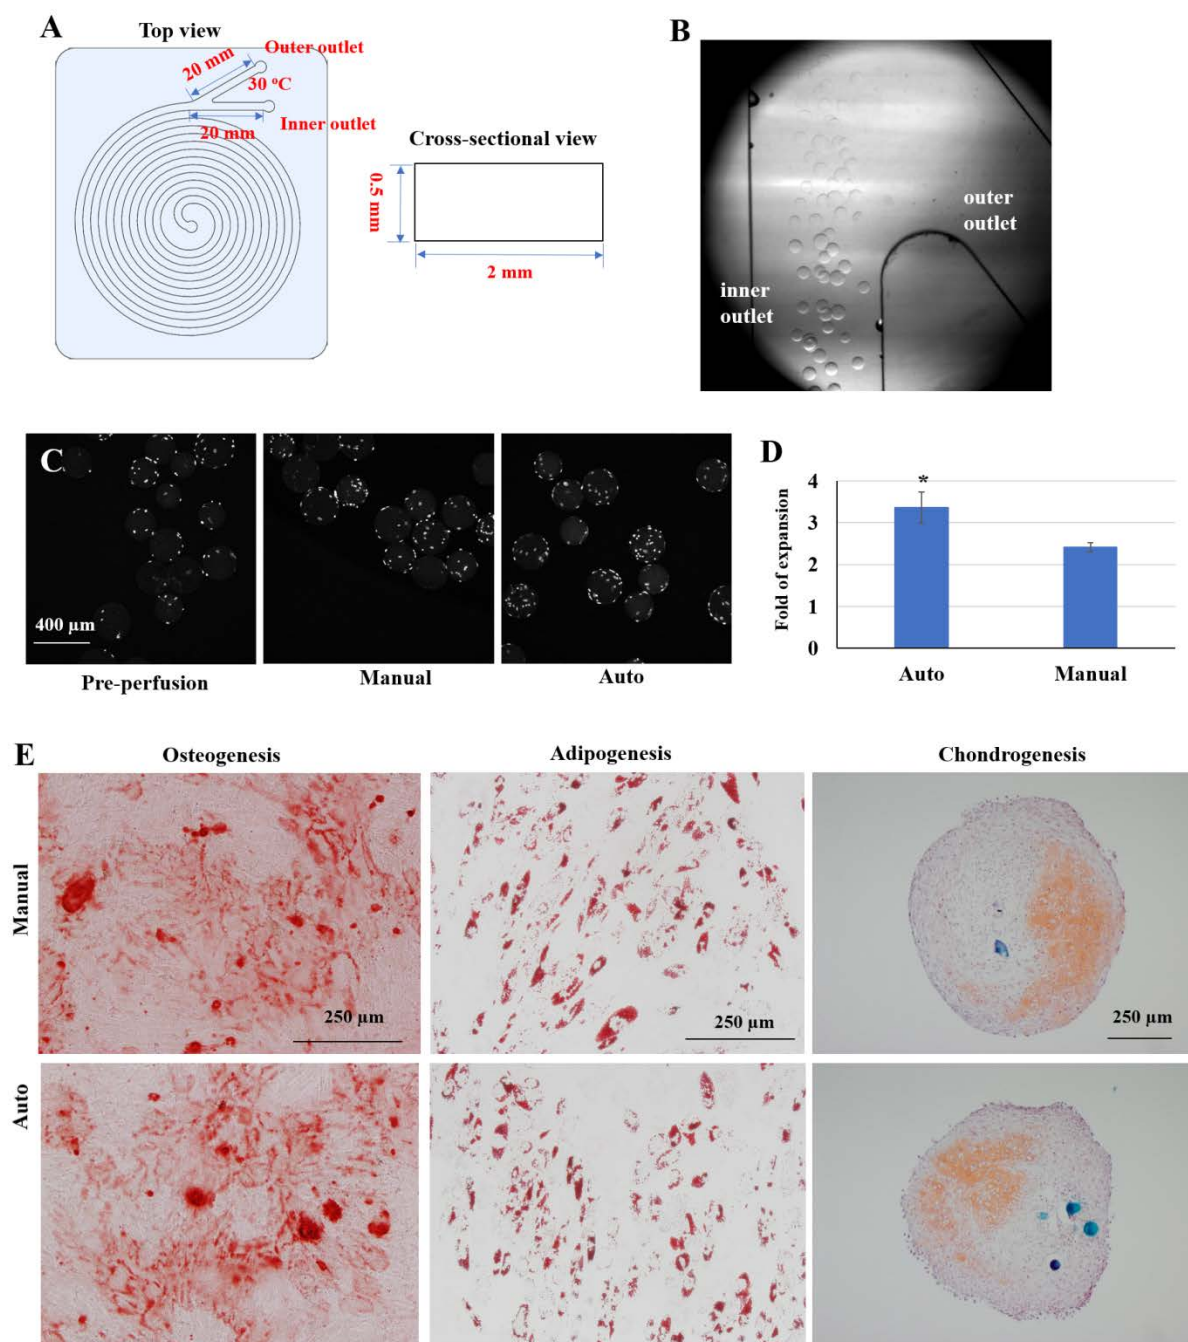 A
Top view
20 mm
Outer outlet
30 °C
Inner outlet
20 mm
Cross-sectional view
0.5 mm
2 mm
B
outer
outlet
inner
outlet
C
400 µm
Pre-perfusion
Manual
Auto
D
Fold of expansion
4
3
2
1
0
*
Auto
Manual
E
Osteogenesis
Adipogenesis
Chondrogenesis
Manual
250 µm
250 µm
250 µm
Auto